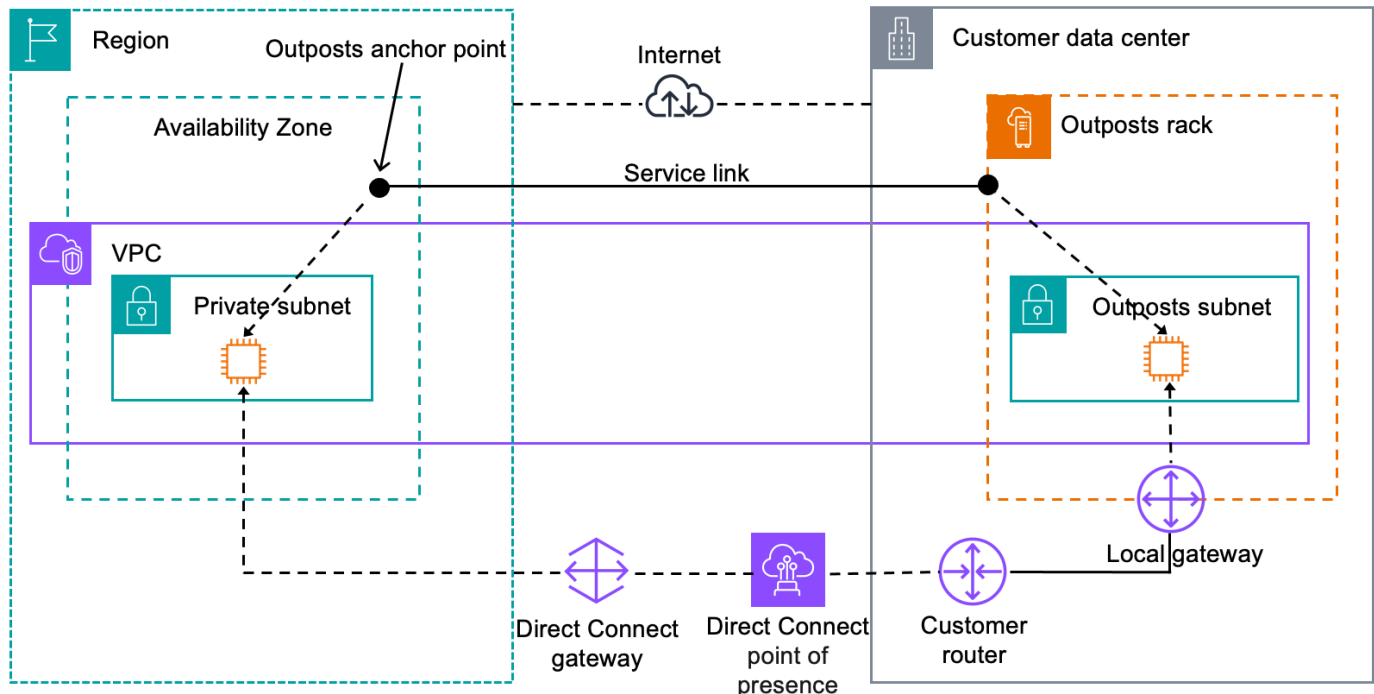 Region
Outposts anchor point
Internet
Customer data center
Availability Zone
Outposts rack
Service link
VPC
Private subnet
Outposts subnet
Local gateway
Direct Connect
gateway
Direct Connect
point of
presence
Customer
router